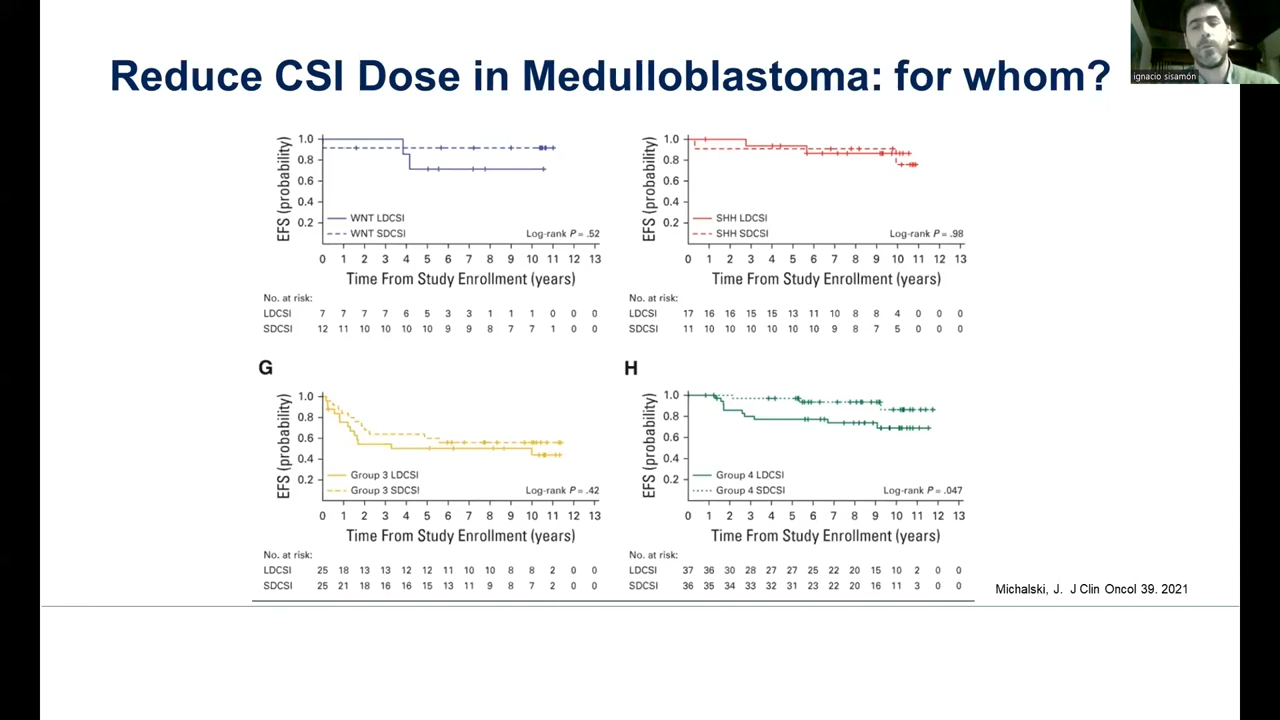 Reduce CSI Dose in Medulloblastoma: for whom?
ignacio sisamón
EFS (probability)
1.0
0.8
0.6
0.4
0.2
WNT LDCSI
WNT SDCSI
Log-rank P = .52
0 1 2 3 4 5 6 7 8 9 10 11 12 13
Time From Study Enrollment (years)
No. at risk:
LDCSI 7 7 7 7 6 5 3 3 1 1 1 0 0 0
SDCSI 12 11 10 10 10 10 9 9 8 7 7 1 0 0
EFS (probability)
1.0
0.8
0.6
0.4
0.2
SHH LDCSI
SHH SDCSI
Log-rank P = .98
0 1 2 3 4 5 6 7 8 9 10 11 12 13
Time From Study Enrollment (years)
No. at risk:
LDCSI 17 16 16 15 15 13 11 10 8 8 4 0 0 0
SDCSI 11 10 10 10 10 10 10 9 8 7 5 0 0 0
G
EFS (probability)
1.0
0.8
0.6
0.4
0.2
Group 3 LDCSI
Group 3 SDCSI
Log-rank P = .42
0 1 2 3 4 5 6 7 8 9 10 11 12 13
Time From Study Enrollment (years)
No. at risk:
LDCSI 25 18 13 13 12 12 11 10 10 8 8 2 0 0
SDCSI 25 21 18 16 16 15 13 11 9 8 7 2 0 0
H
EFS (probability)
1.0
0.8
0.6
0.4
0.2
Group 4 LDCSI
Group 4 SDCSI
Log-rank P = .047
0 1 2 3 4 5 6 7 8 9 10 11 12 13
Time From Study Enrollment (years)
No. at risk:
LDCSI 37 36 30 28 27 27 25 22 20 15 10 2 0 0
SDCSI 36 35 34 33 32 31 23 22 20 16 11 3 0 0
Michalski, J. J Clin Oncol 39. 2021